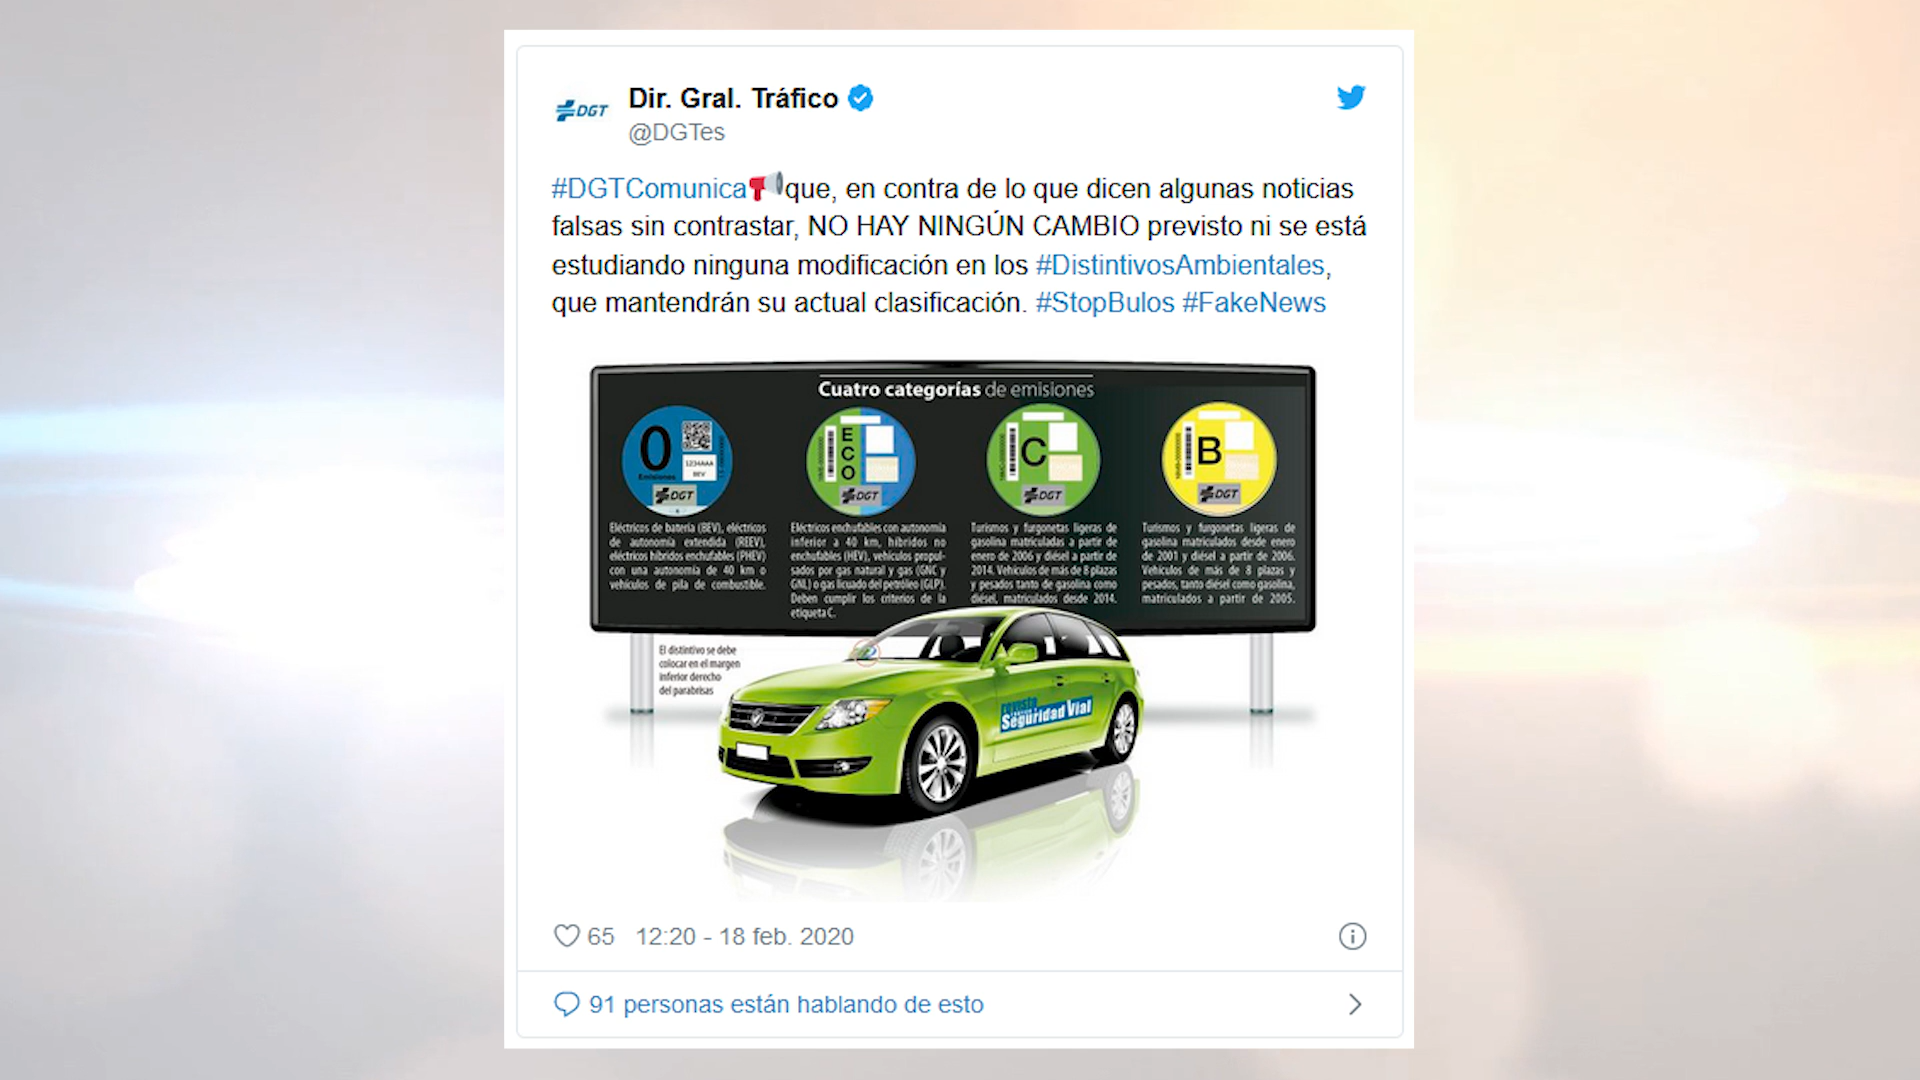 Dir. Gral. Tráfico
DGT
@DGTes
#DGTComunica que, en contra de lo que dicen algunas noticias
falsas sin contrastar, NO HAY NINGÚN CAMBIO previsto ni se está
estudiando ninguna modificación en los #DistintivosAmbientales,
que mantendrán su actual clasificación. #StopBulos #FakeNews
Cuatro categorías de emisiones
0
Emisiones
1234AAA
BEV
DGT
ECO
DGT
C
DGT
B
DGT
Eléctricos de batería (BEV), eléctricos
de autonomía extendida (REEV),
eléctricos híbridos enchufables (PHEV)
con una autonomía de 40 km o
vehículos de pila de combustible.
Eléctricos enchufables con autonomía
inferior a 40 km, híbridos no
enchufables (HEV), vehículos propul-
sados por gas natural y gas (GNC y
GNL) o gas licuado del petróleo (GLP).
Deben cumplir los criterios de la
etiqueta C.
Turismos y furgonetas ligeras de
gasolina matriculadas a partir de
enero de 2006 y diésel a partir de
2014. Vehículos de más de 8 plazas
y pesados tanto de gasolina como
diésel, matriculados desde 2014.
Turismos y furgonetas ligeras de
gasolina matriculados desde enero
de 2001 y diésel a partir de 2006.
Vehículos de más de 8 plazas y
pesados, tanto diésel como gasolina,
matriculados a partir de 2005.
El distintivo se debe
colocar en el margen
inferior derecho
del parabrisas
revista
Seguridad Vial
65 12:20 - 18 feb. 2020
91 personas están hablando de esto